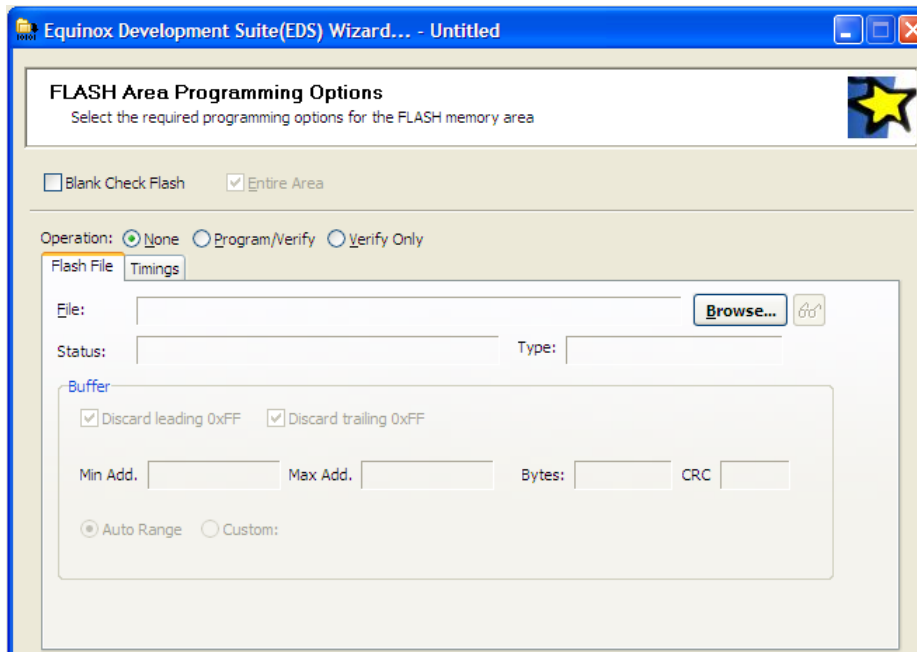 Equinox Development Suite(EDS) Wizard... - Untitled
FLASH Area Programming Options
Select the required programming options for the FLASH memory area
Blank Check Flash Entire Area
Operation: None Program/Verify Verify Only
Flash File Timings
File: Browse...
Status: Type:
Buffer
Discard leading 0xFF Discard trailing 0xFF
Min Add. Max Add. Bytes: CRC
Auto Range Custom: